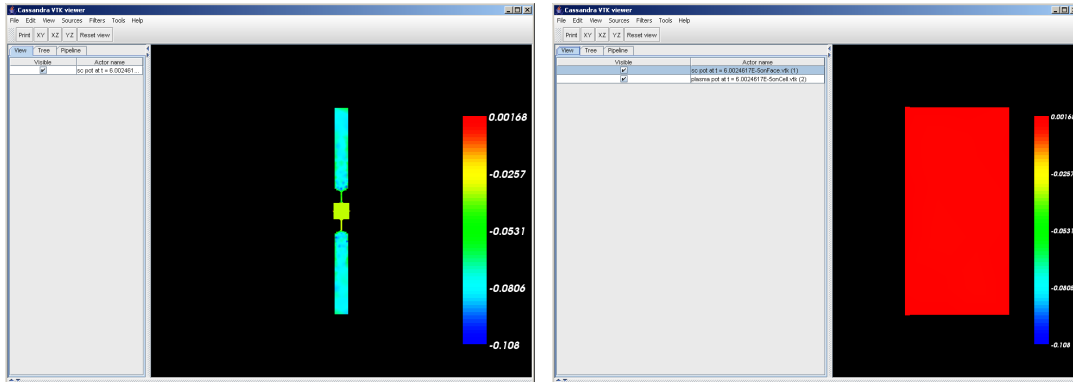 Cassandra VTK viewer
File Edit View Sources Filters Tools Help
Print XY XZ YZ Reset view
View Tree Pipeline
Visible Actor name
sc pot at t = 6.002461...
0.00168
-0.0257
-0.0531
-0.0806
-0.108
Cassandra VTK viewer
File Edit View Sources Filters Tools Help
Print XY XZ YZ Reset view
View Tree Pipeline
Visible Actor name
sc pot at t = 6.0024617E-5onFace.vtk (1)
plasma pot at t = 6.0024617E-5onCell.vtk (2)
0.00168
-0.0257
-0.0531
-0.0805
-0.108